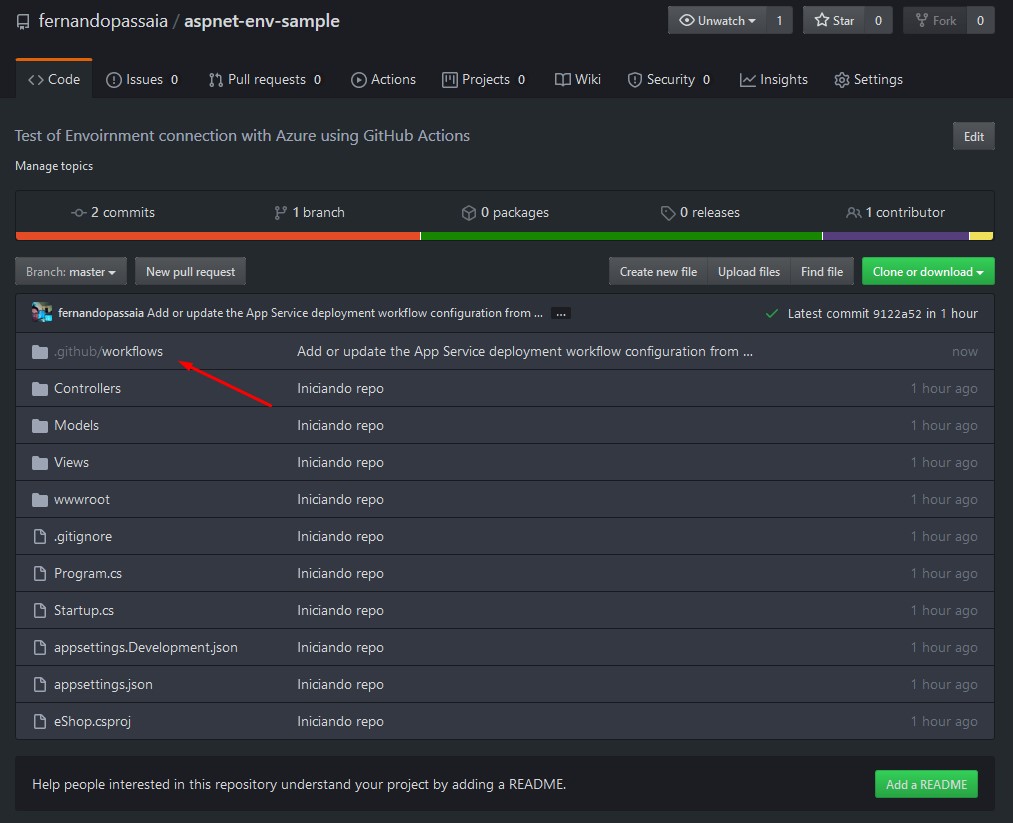 fernandopassaia / aspnet-env-sample
Unwatch 1 Star 0 Fork 0
Code Issues 0 Pull requests 0 Actions Projects 0 Wiki Security 0 Insights Settings
Test of Envoirnment connection with Azure using GitHub Actions
Edit
Manage topics
2 commits 1 branch 0 packages 0 releases 1 contributor
Branch: master New pull request Create new file Upload files Find file Clone or download
fernandopassaia Add or update the App Service deployment workflow configuration from ... ... Latest commit 9122a52 in 1 hour
.github/workflows Add or update the App Service deployment workflow configuration from ... now
Controllers Iniciando repo 1 hour ago
Models Iniciando repo 1 hour ago
Views Iniciando repo 1 hour ago
wwwroot Iniciando repo 1 hour ago
.gitignore Iniciando repo 1 hour ago
Program.cs Iniciando repo 1 hour ago
Startup.cs Iniciando repo 1 hour ago
appsettings.Development.json Iniciando repo 1 hour ago
appsettings.json Iniciando repo 1 hour ago
eShop.csproj Iniciando repo 1 hour ago
Help people interested in this repository understand your project by adding a README. Add a README